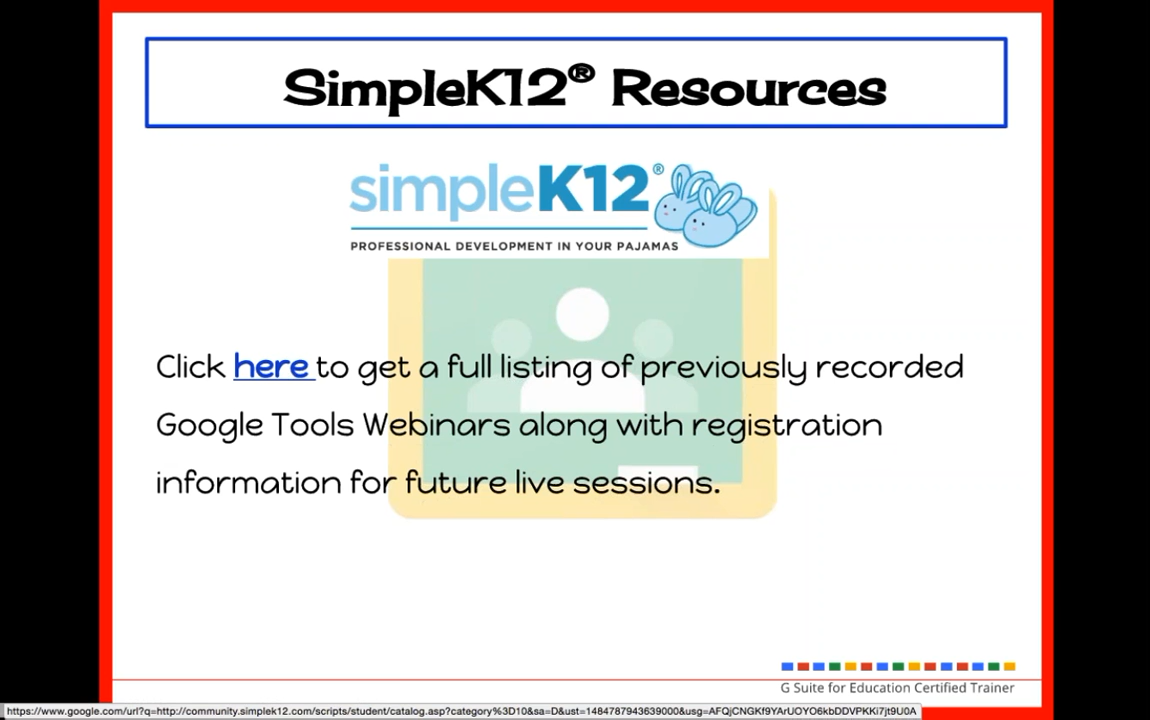 SimpleK12® Resources
simpleK12®
PROFESSIONAL DEVELOPMENT IN YOUR PAJAMAS
Click here to get a full listing of previously recorded
Google Tools Webinars along with registration
information for future live sessions.
G Suite for Education Certified Trainer
https://www.google.com/url?q=http://community.simplek12.com/scripts/student/catalog.asp?category%3D10&sa=D&ust=1484787943639000&usg=AFQjCNGKf9YArUOYO6kbDDVPKKi7jt9U0A